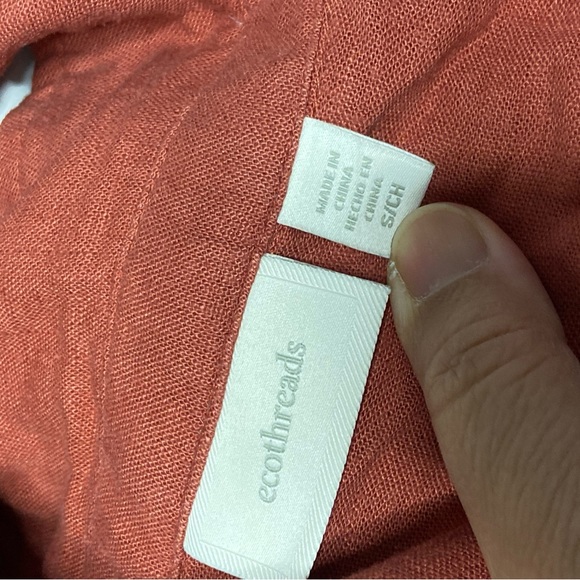 MADE IN
CHINA
HECHO EN
CHINA
S/CH
ecothreads